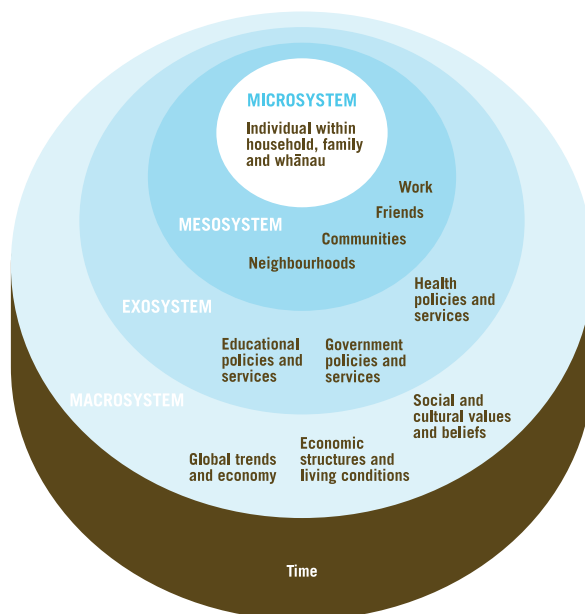 MICROSYSTEM
Individual within
household, family
and whānau
Work
Friends
MESOSYSTEM
Communities
Neighbourhoods
Health
policies and
services
EXOSYSTEM
Educational
policies and
services
Government
policies and
services
MACROSYSTEM
Social and
cultural values
and beliefs
Economic
structures and
living conditions
Global trends
and economy
Time